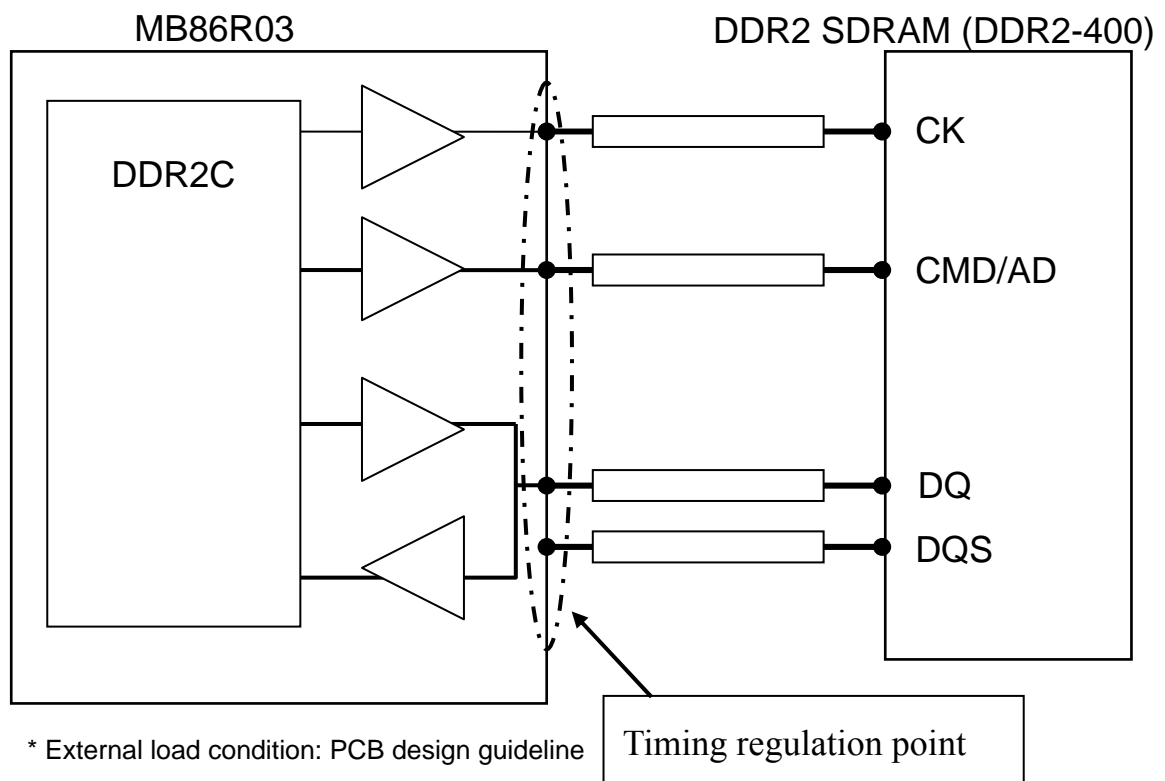 MB86R03
DDR2 SDRAM (DDR2-400)
DDR2C
CK
CMD/AD
DQ
DQS
* External load condition: PCB design guideline
Timing regulation point